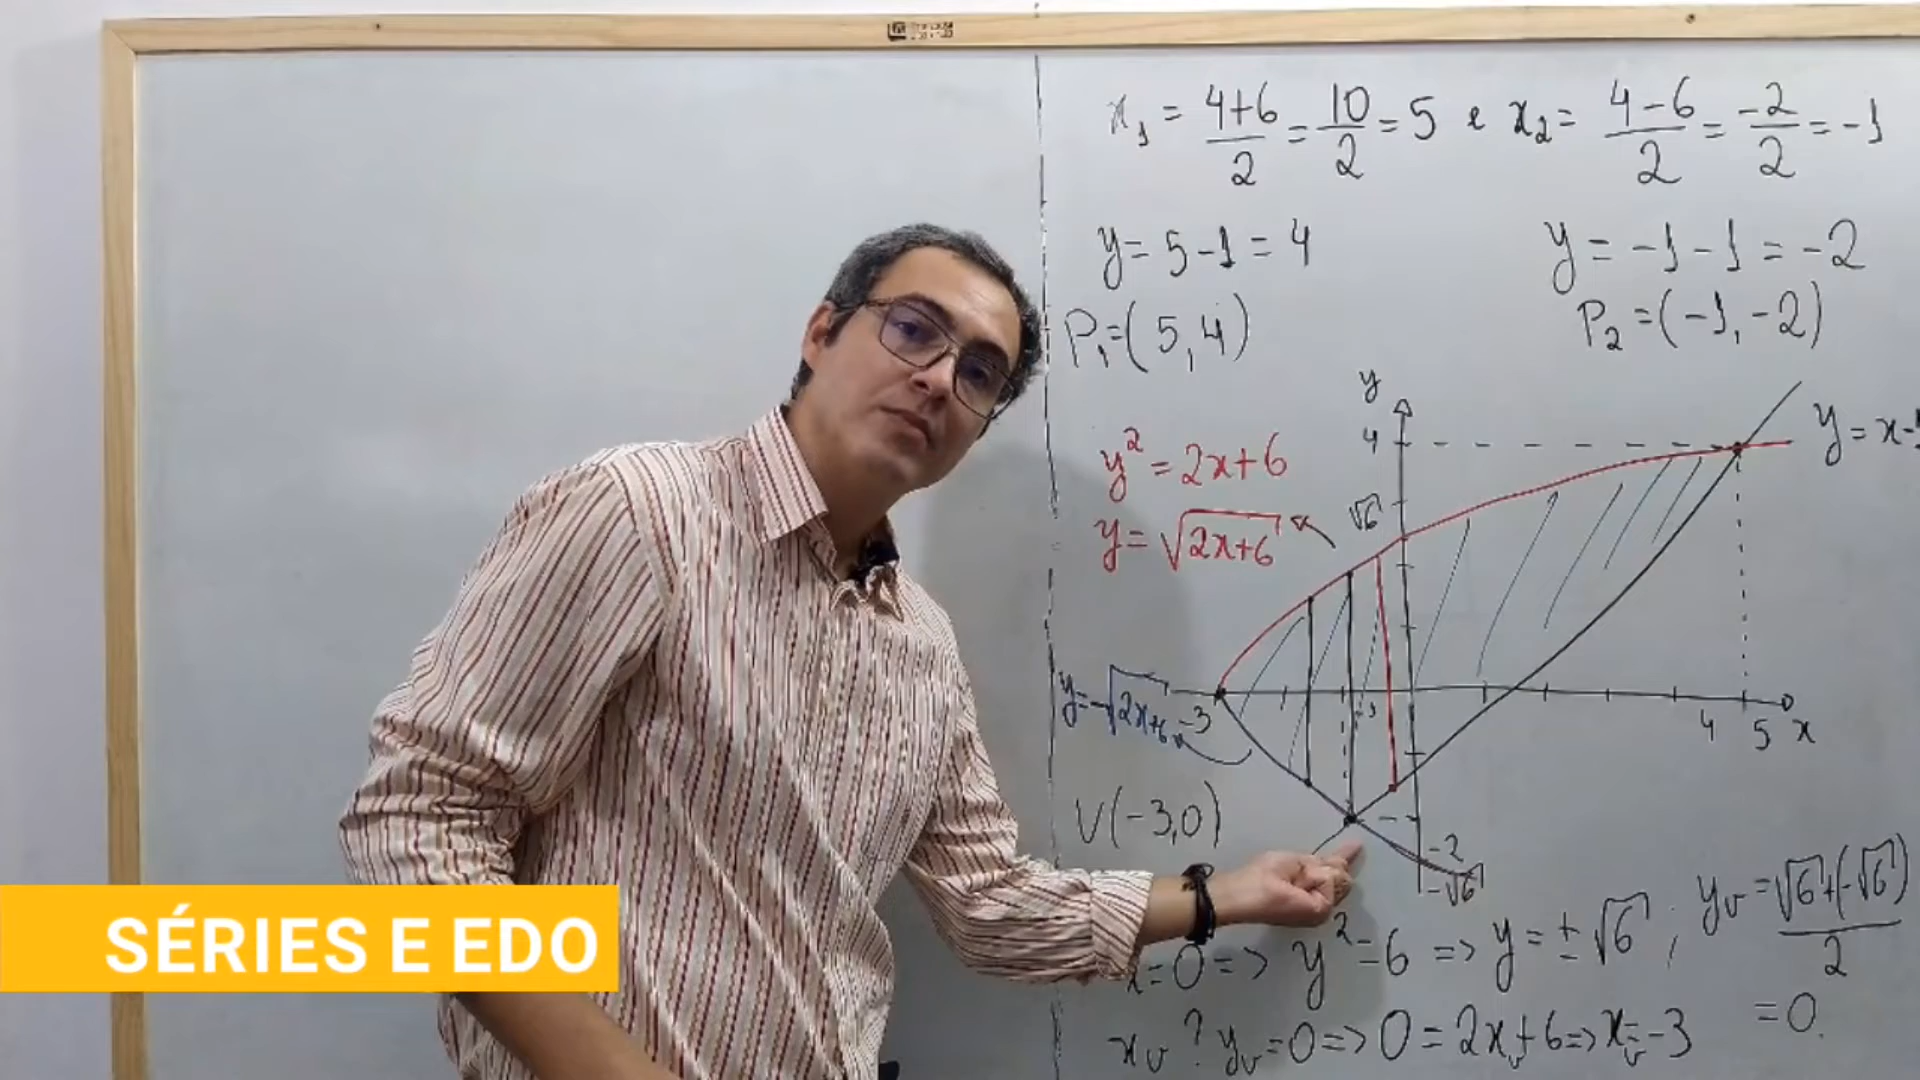 x₁ = (4+6)/2 = 10/2 = 5 e x₂ = (4-6)/2 = -2/2 = -1
y = 5-1 = 4
y = -1-1 = -2
P₁=(5,4)
P₂=(-1,-2)
y
y = x-1
4
y² = 2x+6
√6
y = √(2x+6)
y=-√(2x+6)
-3
-1
4 5 x
V(-3,0)
-2
-√6
x=0 => y²=6 => y=±√6 ; yᵥ = (√6+(-√6))/2
= 0.
xᵥ? yᵥ=0 => 0=2xᵥ+6 => xᵥ=-3
SÉRIES E EDO